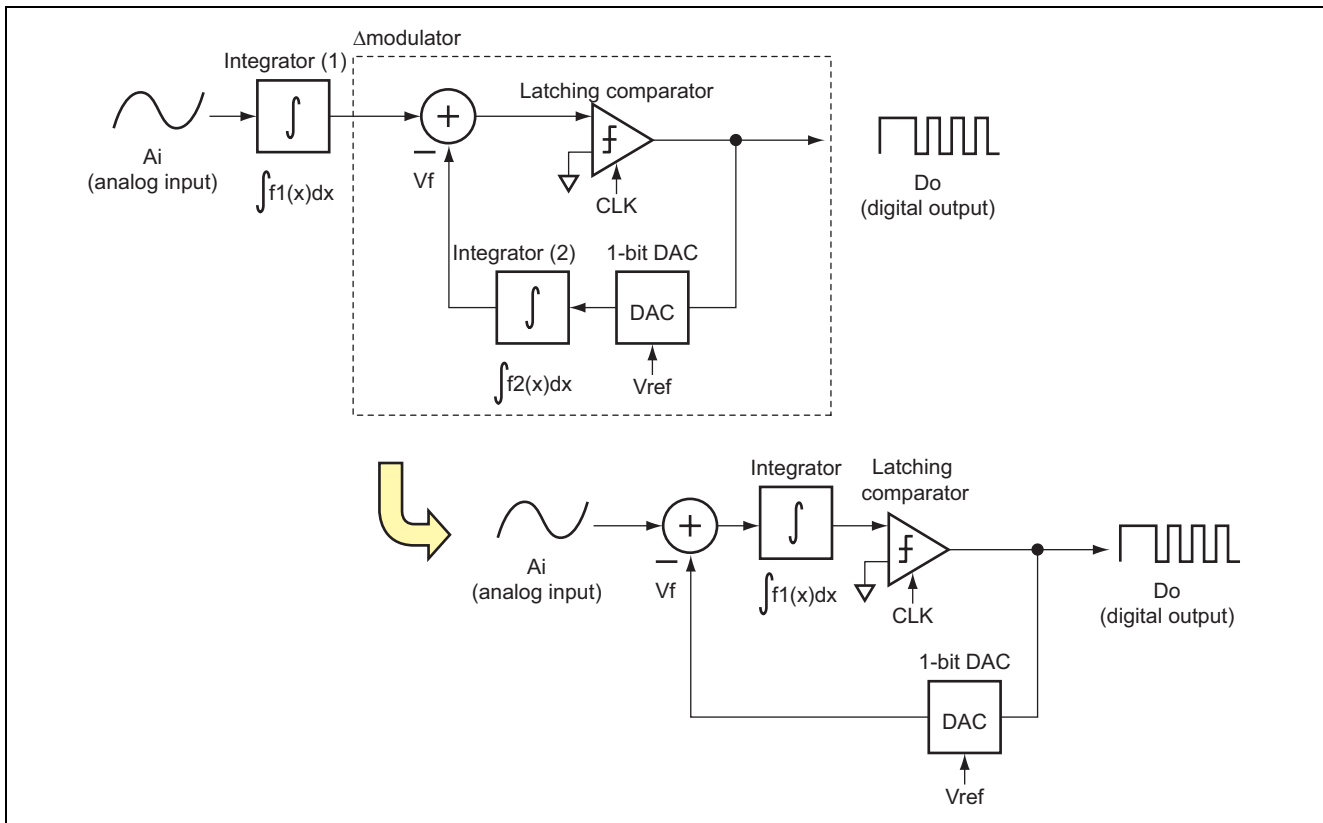 Δmodulator
Integrator (1)
∫
Ai
(analog input)
∫f1(x)dx
+
−
Vf
Latching comparator
CLK
Do
(digital output)
Integrator (2)
∫
∫f2(x)dx
1-bit DAC
DAC
Vref
Ai
(analog input)
+
−
Vf
Integrator
∫
∫f1(x)dx
Latching
comparator
CLK
Do
(digital output)
1-bit DAC
DAC
Vref